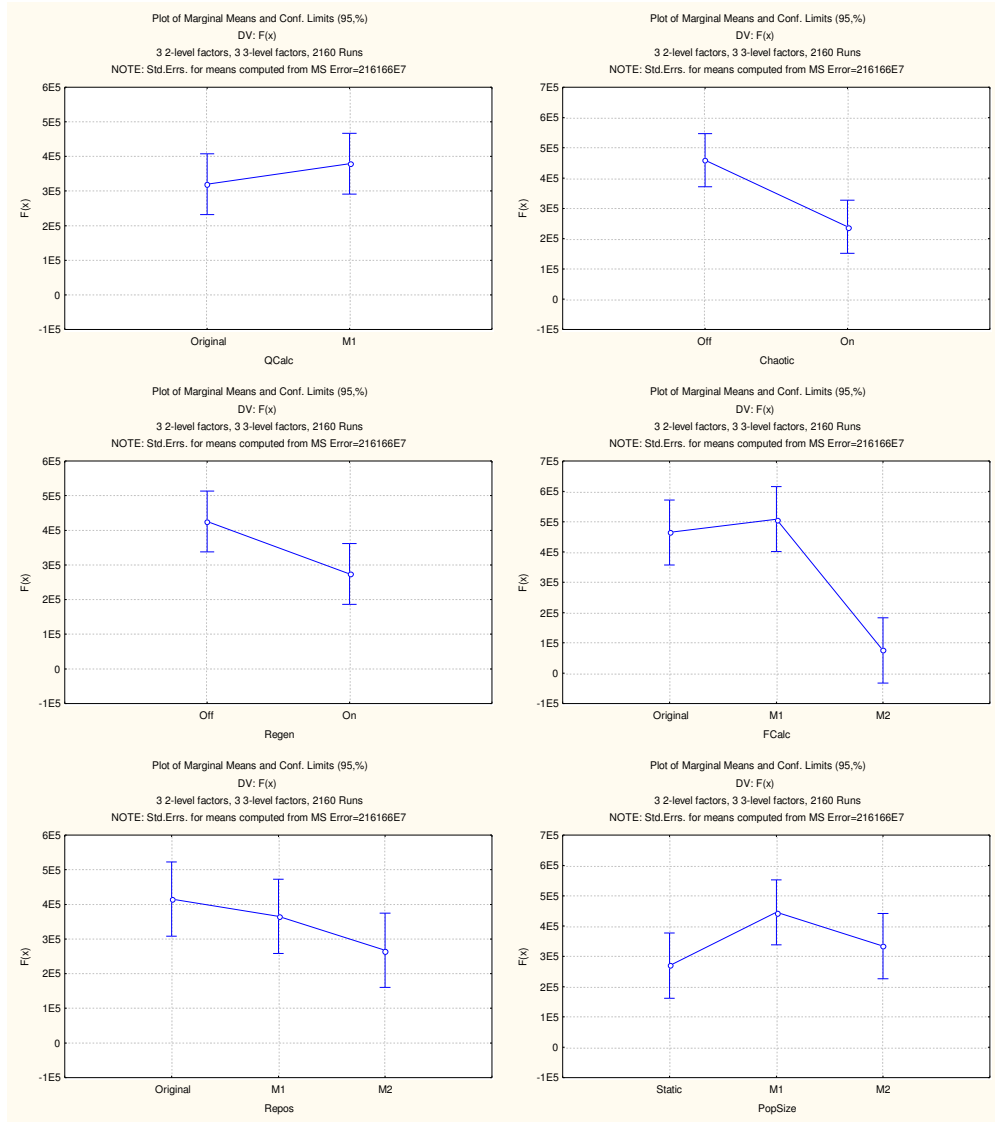 Plot of Marginal Means and Conf. Limits (95,%)
DV: F(x)
3 2-level factors, 3 3-level factors, 2160 Runs
NOTE: Std.Errs. for means computed from MS Error=216166E7
6E5
5E5
4E5
3E5
2E5
1E5
0
-1E5
F(x)
Original M1
QCalc
Plot of Marginal Means and Conf. Limits (95,%)
DV: F(x)
3 2-level factors, 3 3-level factors, 2160 Runs
NOTE: Std.Errs. for means computed from MS Error=216166E7
7E5
6E5
5E5
4E5
3E5
2E5
1E5
0
-1E5
F(x)
Off On
Chaotic
Plot of Marginal Means and Conf. Limits (95,%)
DV: F(x)
3 2-level factors, 3 3-level factors, 2160 Runs
NOTE: Std.Errs. for means computed from MS Error=216166E7
6E5
5E5
4E5
3E5
2E5
1E5
0
-1E5
F(x)
Off On
Regen
Plot of Marginal Means and Conf. Limits (95,%)
DV: F(x)
3 2-level factors, 3 3-level factors, 2160 Runs
NOTE: Std.Errs. for means computed from MS Error=216166E7
7E5
6E5
5E5
4E5
3E5
2E5
1E5
0
-1E5
F(x)
Original M1 M2
FCalc
Plot of Marginal Means and Conf. Limits (95,%)
DV: F(x)
3 2-level factors, 3 3-level factors, 2160 Runs
NOTE: Std.Errs. for means computed from MS Error=216166E7
6E5
5E5
4E5
3E5
2E5
1E5
0
-1E5
F(x)
Original M1 M2
Repos
Plot of Marginal Means and Conf. Limits (95,%)
DV: F(x)
3 2-level factors, 3 3-level factors, 2160 Runs
NOTE: Std.Errs. for means computed from MS Error=216166E7
7E5
6E5
5E5
4E5
3E5
2E5
1E5
0
-1E5
F(x)
Static M1 M2
PopSize